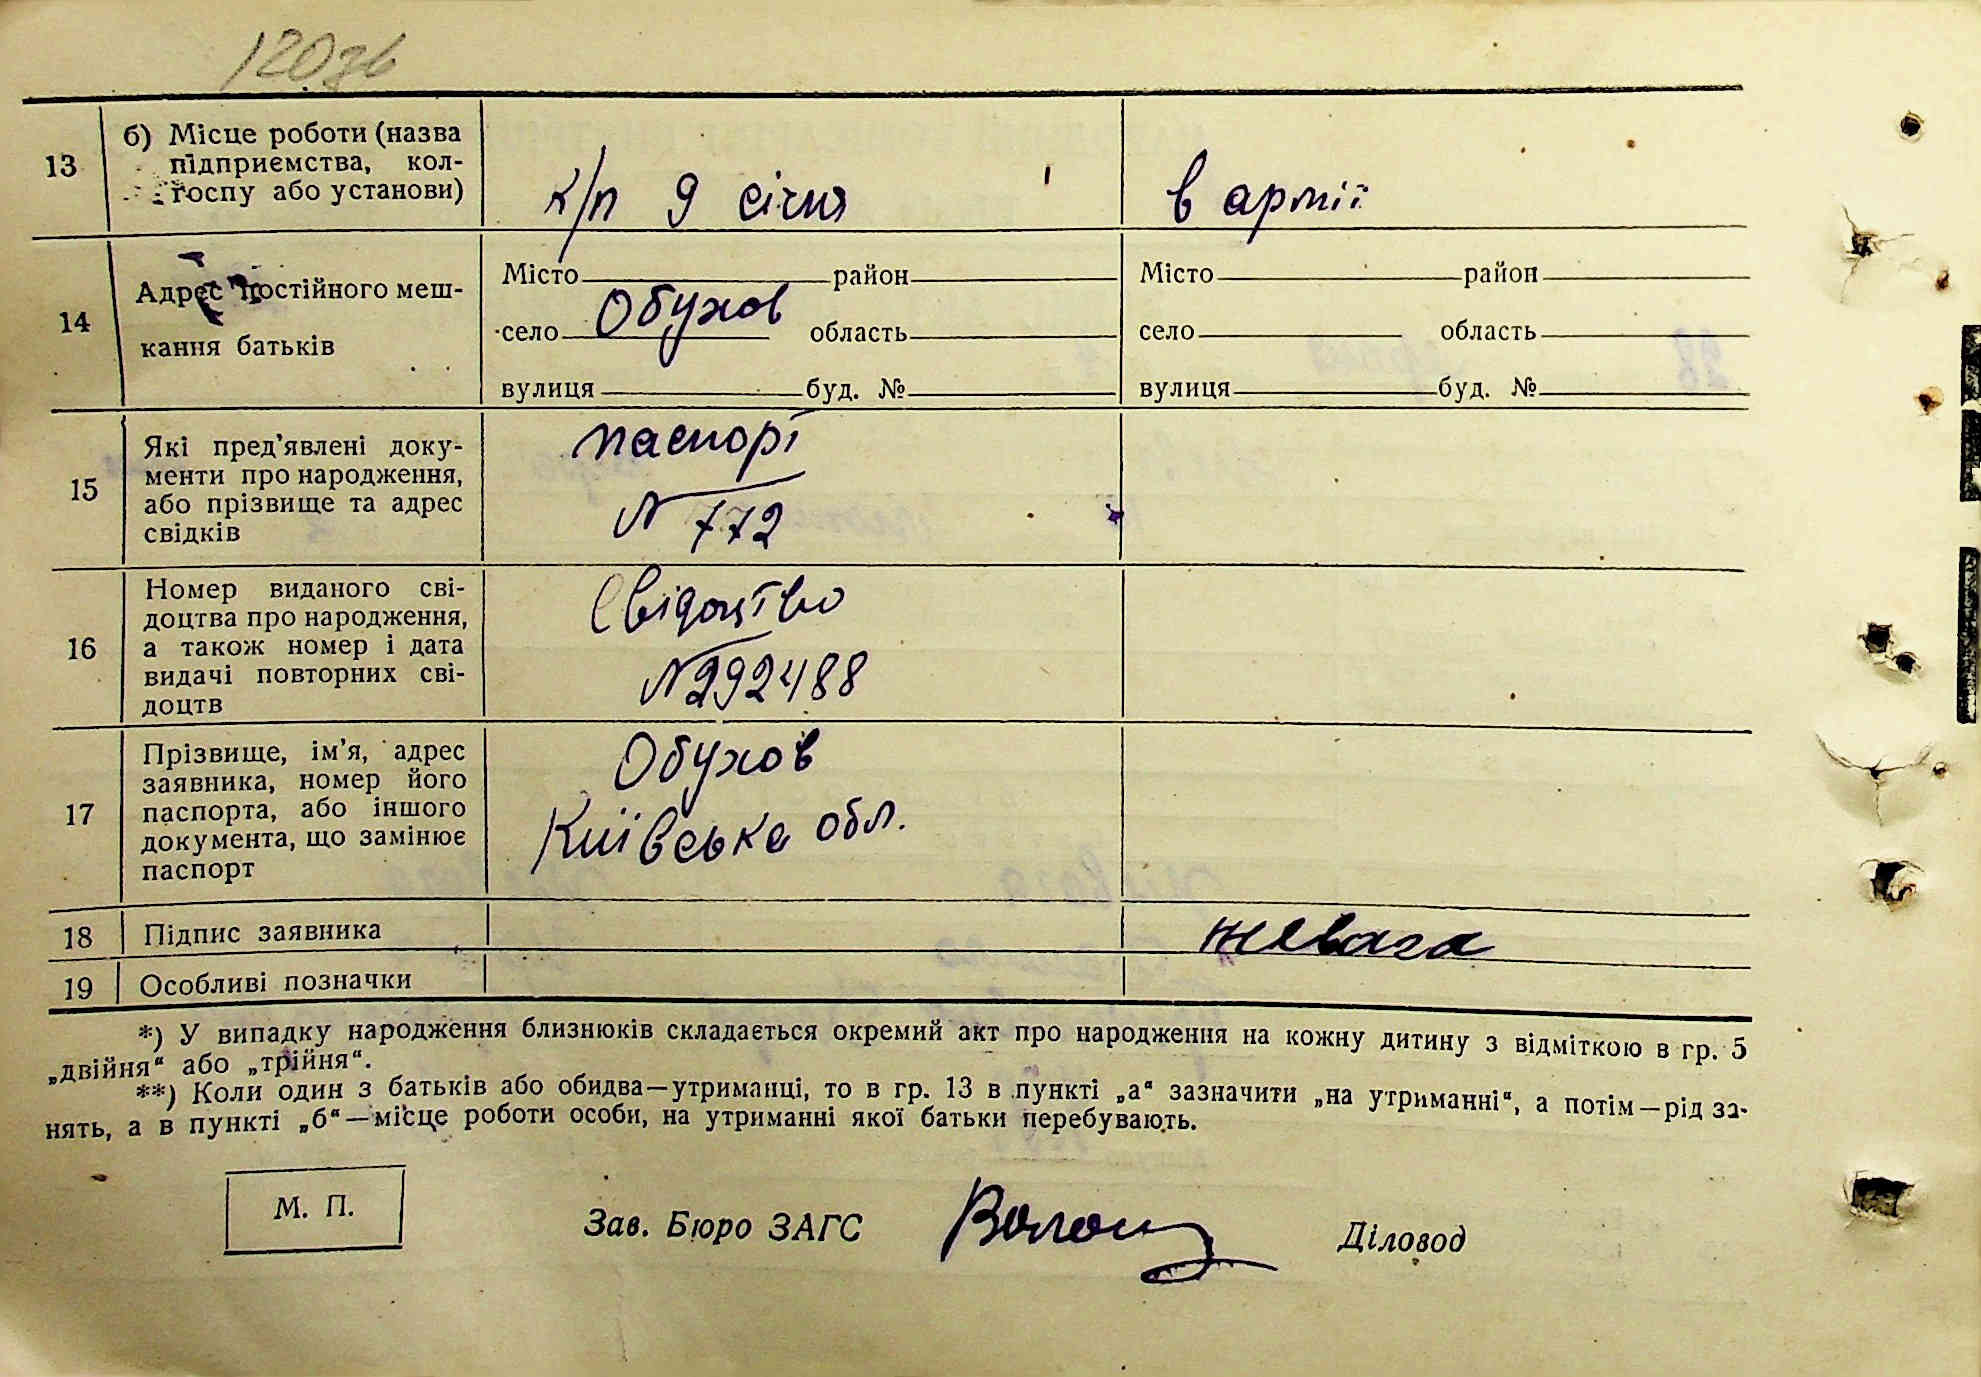 120зв
13
б) Місце роботи (назва
підприємства, кол-
госпу або установи)
к/п 9 січня
в армії
14
Адрес постійного меш-
кання батьків
Місто район
село Обухов область
вулиця буд. №
Місто район
село область
вулиця буд. №
15
Які пред'явлені доку-
менти про народження,
або прізвище та адрес
свідків
паспорт
N 772
16
Номер виданого сві-
доцтва про народження,
а також номер і дата
видачі повторних сві-
доцтв
Свідоцтво
N 292488
17
Прізвище, ім'я, адрес
заявника, номер його
паспорта, або іншого
документа, що замінює
паспорт
Обухов
Київська обл.
18 Підпис заявника
Жевага
19 Особливі позначки
*) У випадку народження близнюків складається окремий акт про народження на кожну дитину з відміткою в гр. 5
„двійня“ або „трійня“.
**) Коли один з батьків або обидва—утриманці, то в гр. 13 в пункті „а“ зазначити „на утриманні“, а потім—рід за-
нять, а в пункті „б“—місце роботи особи, на утриманні якої батьки перебувають.
М. П.
Зав. Бюро ЗАГС
Діловод